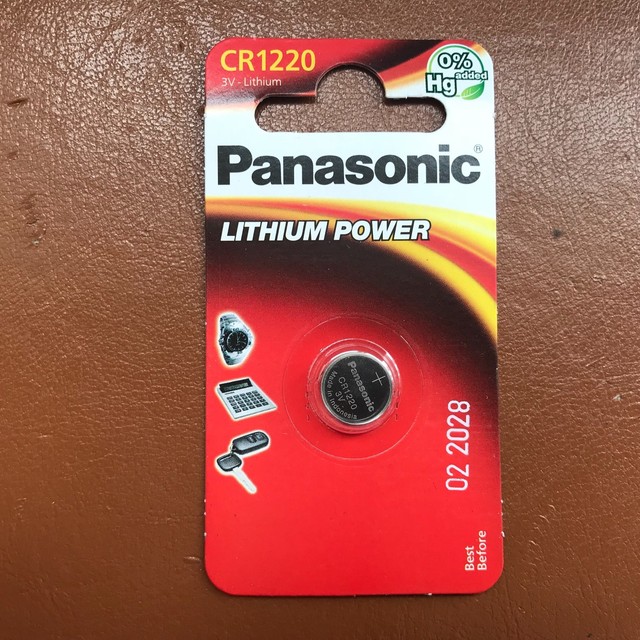 CR1220
3V - Lithium
0%
Hg added
Panasonic®
LITHIUM POWER
Panasonic
CR1220
3V
Made in Indonesia
+
02 2028
Best
Before